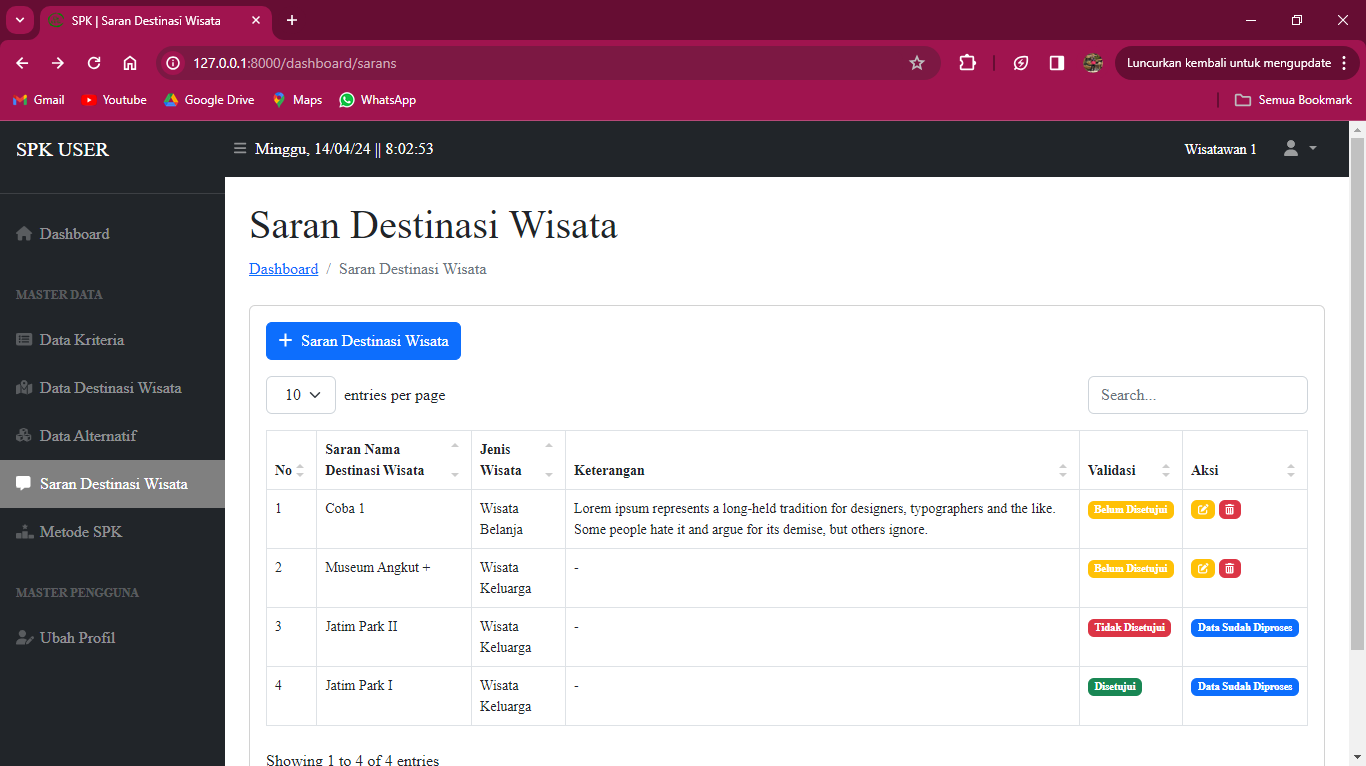 SPK | Saran Destinasi Wisata
127.0.0.1:8000/dashboard/sarans
Luncurkan kembali untuk mengupdate
Gmail
Youtube
Google Drive
Maps
WhatsApp
Semua Bookmark
SPK USER
Minggu, 14/04/24 || 8:02:53
Wisatawan 1
Dashboard
MASTER DATA
Data Kriteria
Data Destinasi Wisata
Data Alternatif
Saran Destinasi Wisata
Metode SPK
MASTER PENGGUNA
Ubah Profil
Saran Destinasi Wisata
Dashboard / Saran Destinasi Wisata
+ Saran Destinasi Wisata
10 entries per page
Search...
No
Saran Nama
Destinasi Wisata
Jenis
Wisata
Keterangan
Validasi
Aksi
1
Coba 1
Wisata
Belanja
Lorem ipsum represents a long-held tradition for designers, typographers and the like.
Some people hate it and argue for its demise, but others ignore.
Belum Disetujui
2
Museum Angkut +
Wisata
Keluarga
-
Belum Disetujui
3
Jatim Park II
Wisata
Keluarga
-
Tidak Disetujui
Data Sudah Diproses
4
Jatim Park I
Wisata
Keluarga
-
Disetujui
Data Sudah Diproses
Showing 1 to 4 of 4 entries